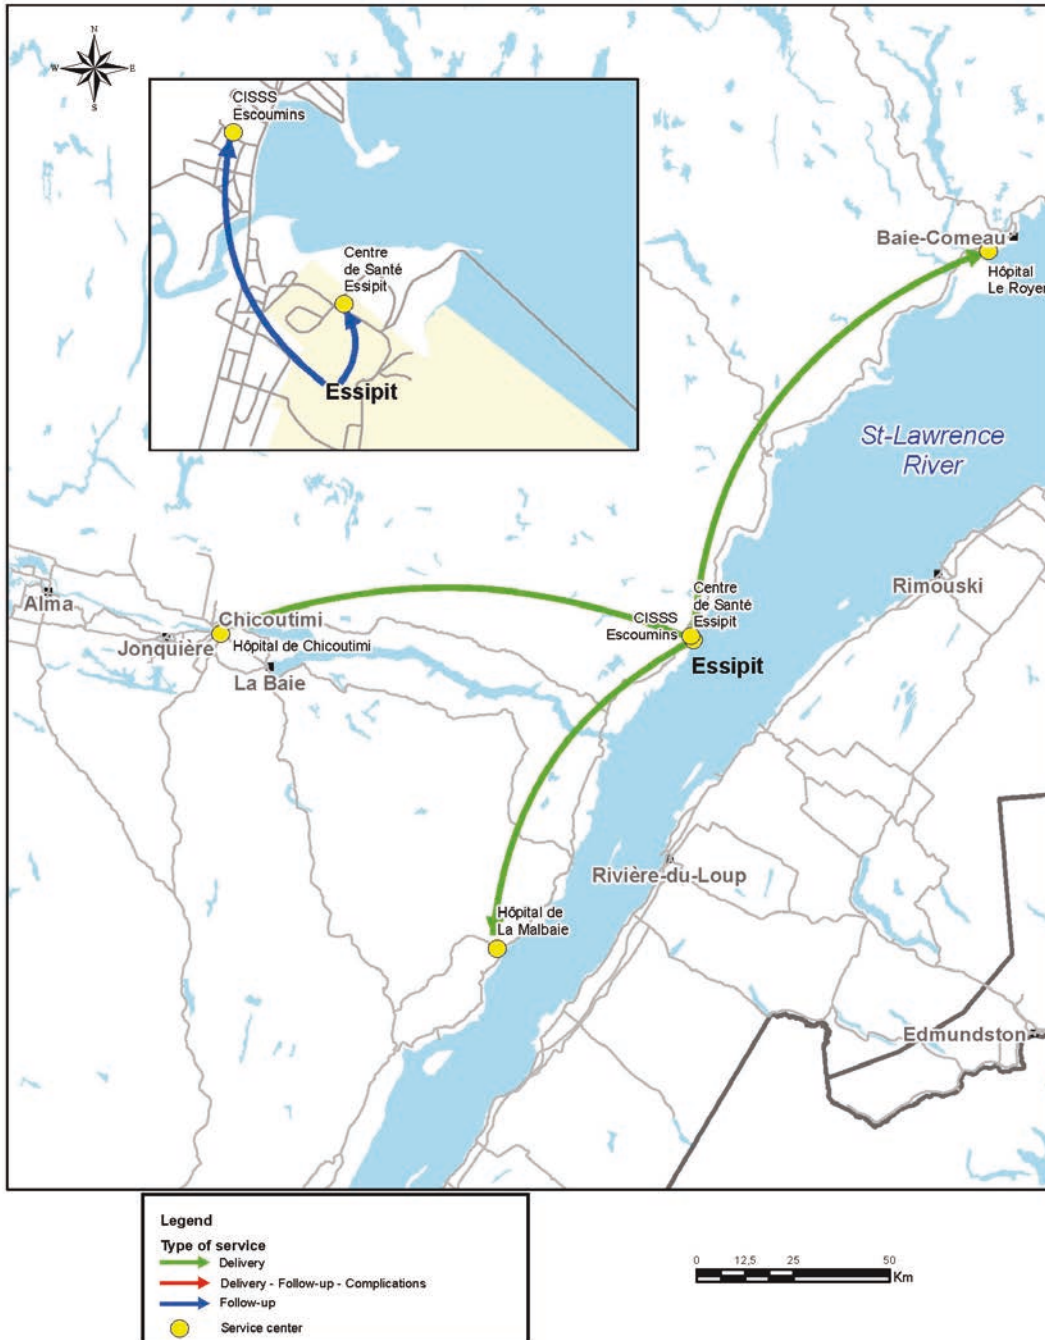 N
W
E
S
CISSS
Escoumins
Centre
de Santé
Essipit
Essipit
Baie-Comeau
Hôpital
Le Royer
St-Lawrence
River
Rimouski
Centre
de Santé
Essipit
CISSS
Escoumins
Essipit
Alma
Chicoutimi
Jonquière
Hôpital de Chicoutimi
La Baie
Rivière-du-Loup
Hôpital de
La Malbaie
Edmundston
Legend
Type of service
Delivery
Delivery - Follow-up - Complications
Follow-up
Service center
0 12,5 25 50
Km